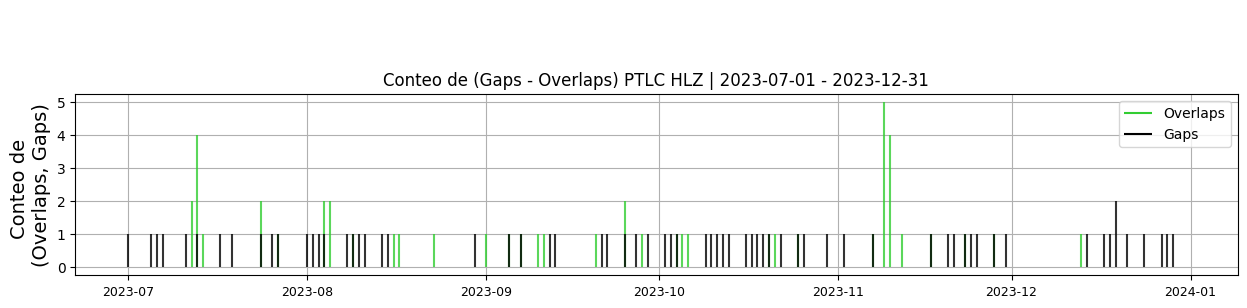 Conteo de (Gaps - Overlaps) PTLC HLZ | 2023-07-01 - 2023-12-31
Conteo de
(Overlaps, Gaps)
5
4
3
2
1
0
Overlaps
Gaps
2023-07
2023-08
2023-09
2023-10
2023-11
2023-12
2024-01